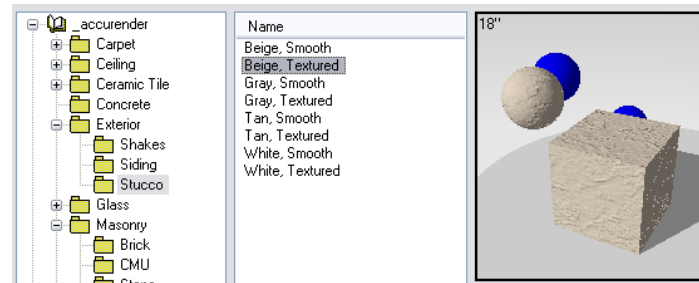 _accurender
Carpet
Ceiling
Ceramic Tile
Concrete
Exterior
Shakes
Siding
Stucco
Glass
Masonry
Brick
CMU
Stone
Name
Beige, Smooth
Beige, Textured
Gray, Smooth
Gray, Textured
Tan, Smooth
Tan, Textured
White, Smooth
White, Textured
18"